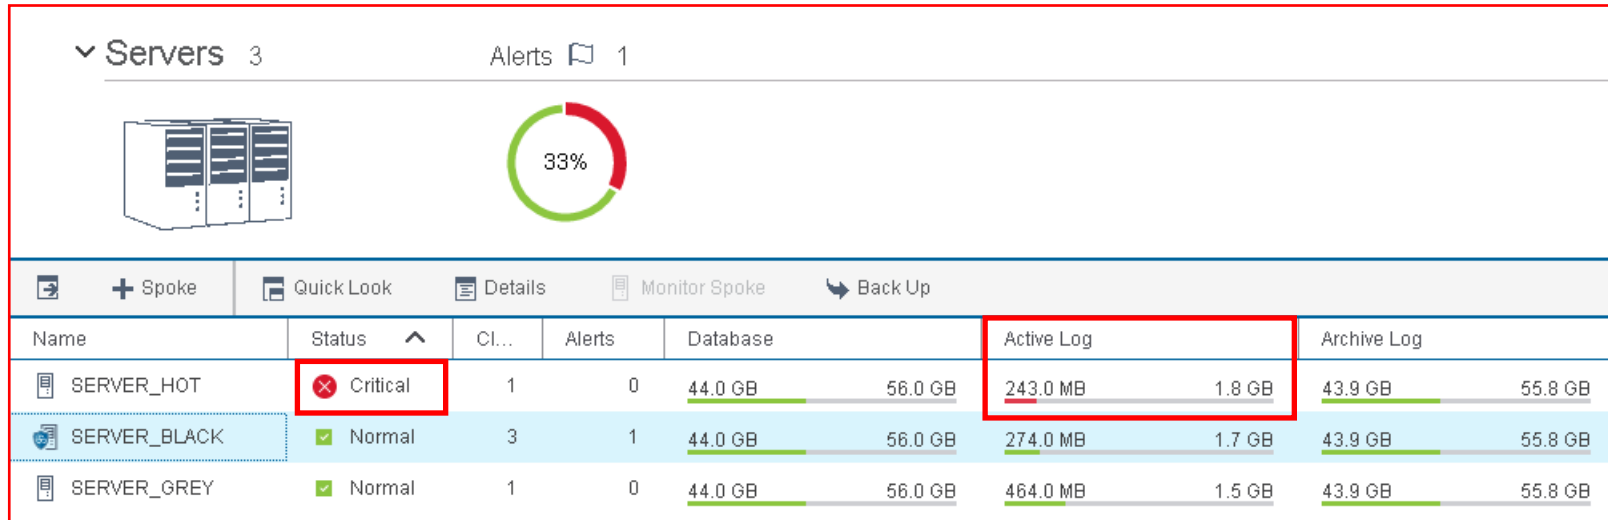 Servers 3 Alerts 1
33%
+ Spoke Quick Look Details Monitor Spoke Back Up
Name Status Cl... Alerts Database Active Log Archive Log
SERVER_HOT Critical 1 0 44.0 GB 56.0 GB 243.0 MB 1.8 GB 43.9 GB 55.8 GB
SERVER_BLACK Normal 3 1 44.0 GB 56.0 GB 274.0 MB 1.7 GB 43.9 GB 55.8 GB
SERVER_GREY Normal 1 0 44.0 GB 56.0 GB 464.0 MB 1.5 GB 43.9 GB 55.8 GB